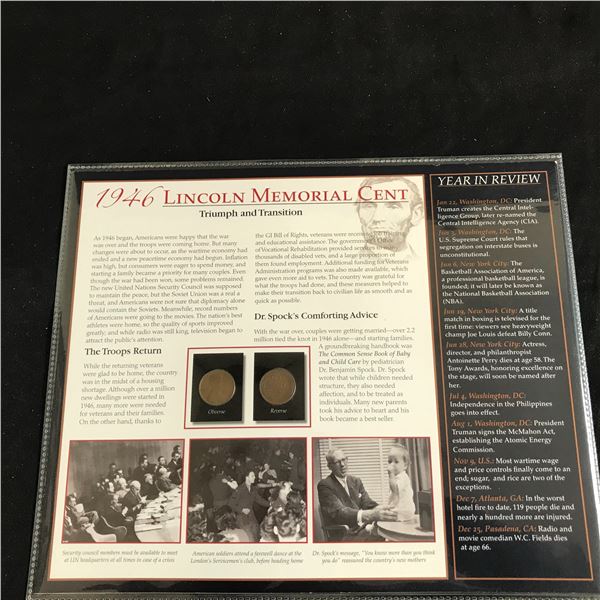 1946 LINCOLN MEMORIAL CENT
Triumph and Transition
As 1946 began, Americans were happy that the war
was over and the troops were coming home. But many
changes were about to occur, as the wartime economy had
ended and a new peacetime economy had begun. Inflation
was high, but consumers were eager to spend money, and
starting a family became a priority for many couples. Even
though the war had been won, some problems remained.
The new United Nations Security Council was supposed
to maintain the peace, but the Soviet Union was a real
threat, and Americans were not sure that diplomacy alone
would contain the Soviets. Meanwhile, record numbers
of Americans were going to the movies. The nation's best
athletes were home, so the quality of sports improved
greatly; and while radio was still king, television began to
attract the public's attention.
The Troops Return
While the returning veterans
were glad to be home, the country
was in the midst of a housing
shortage. Although over a million
new dwellings were started in
1946, many more were needed
for veterans and their families.
On the other hand, thanks to
the GI Bill of Rights, veterans were receiving
and educational assistance. The government's Office
of Vocational Rehabilitation provided services to
thousands of disabled vets, and a large proportion of
them found employment. Additional funding for Veterans
Administration programs was also made available, which
gave even more aid to vets. The country was grateful for
what the troops had done, and these measures helped to
make their transition back to civilian life as smooth and as
quick as possible.
Dr. Spock's Comforting Advice
With the war over, couples were getting married—over 2.2
million tied the knot in 1946 alone—and starting families.
A groundbreaking handbook was
The Common Sense Book of Baby
and Child Care by pediatrician
Dr. Benjamin Spock. Dr. Spock
wrote that while children needed
structure, they also needed
affection, and to be treated as
individuals. Many new parents
took his advice to heart and his
book became a best seller.
Obverse
Reverse
Security council members must be available to meet
at UN headquarters at all times in case of a crisis
American soldiers attend a farewell dance at the
London's Servicemen's club, before heading home
Dr. Spock's message, "You know more than you think
you do" reassured the country's new mothers
YEAR IN REVIEW
Jan 22, Washington, DC: President
Truman creates the Central Intel-
ligence Group, later re-named the
Central Intelligence Agency (CIA).
Jun 3, Washington, DC: The
U.S. Supreme Court rules that
segregation on interstate buses is
unconstitutional.
Jun 6, New York City: The
Basketball Association of America,
a professional basketball league, is
founded; it will later be known as
the National Basketball Association
(NBA).
Jun 19, New York City: A title
match in boxing is televised for the
first time: viewers see heavyweight
champ Joe Louis defeat Billy Conn.
Jun 28, New York City: Actress,
director, and philanthropist
Antoinette Perry dies at age 58. The
Tony Awards, honoring excellence on
the stage, will soon be named after
her.
Jul 4, Washington, DC:
Independence in the Philippines
goes into effect.
Aug 1, Washington, DC: President
Truman signs the McMahon Act,
establishing the Atomic Energy
Commission.
Nov 9, U.S.: Most wartime wage
and price controls finally come to an
end; sugar, and rice are two of the
exceptions.
Dec 7, Atlanta, GA: In the worst
hotel fire to date, 119 people die and
nearly a hundred more are injured.
Dec 25, Pasadena, CA: Radio and
movie comedian W.C. Fields dies
at age 66.